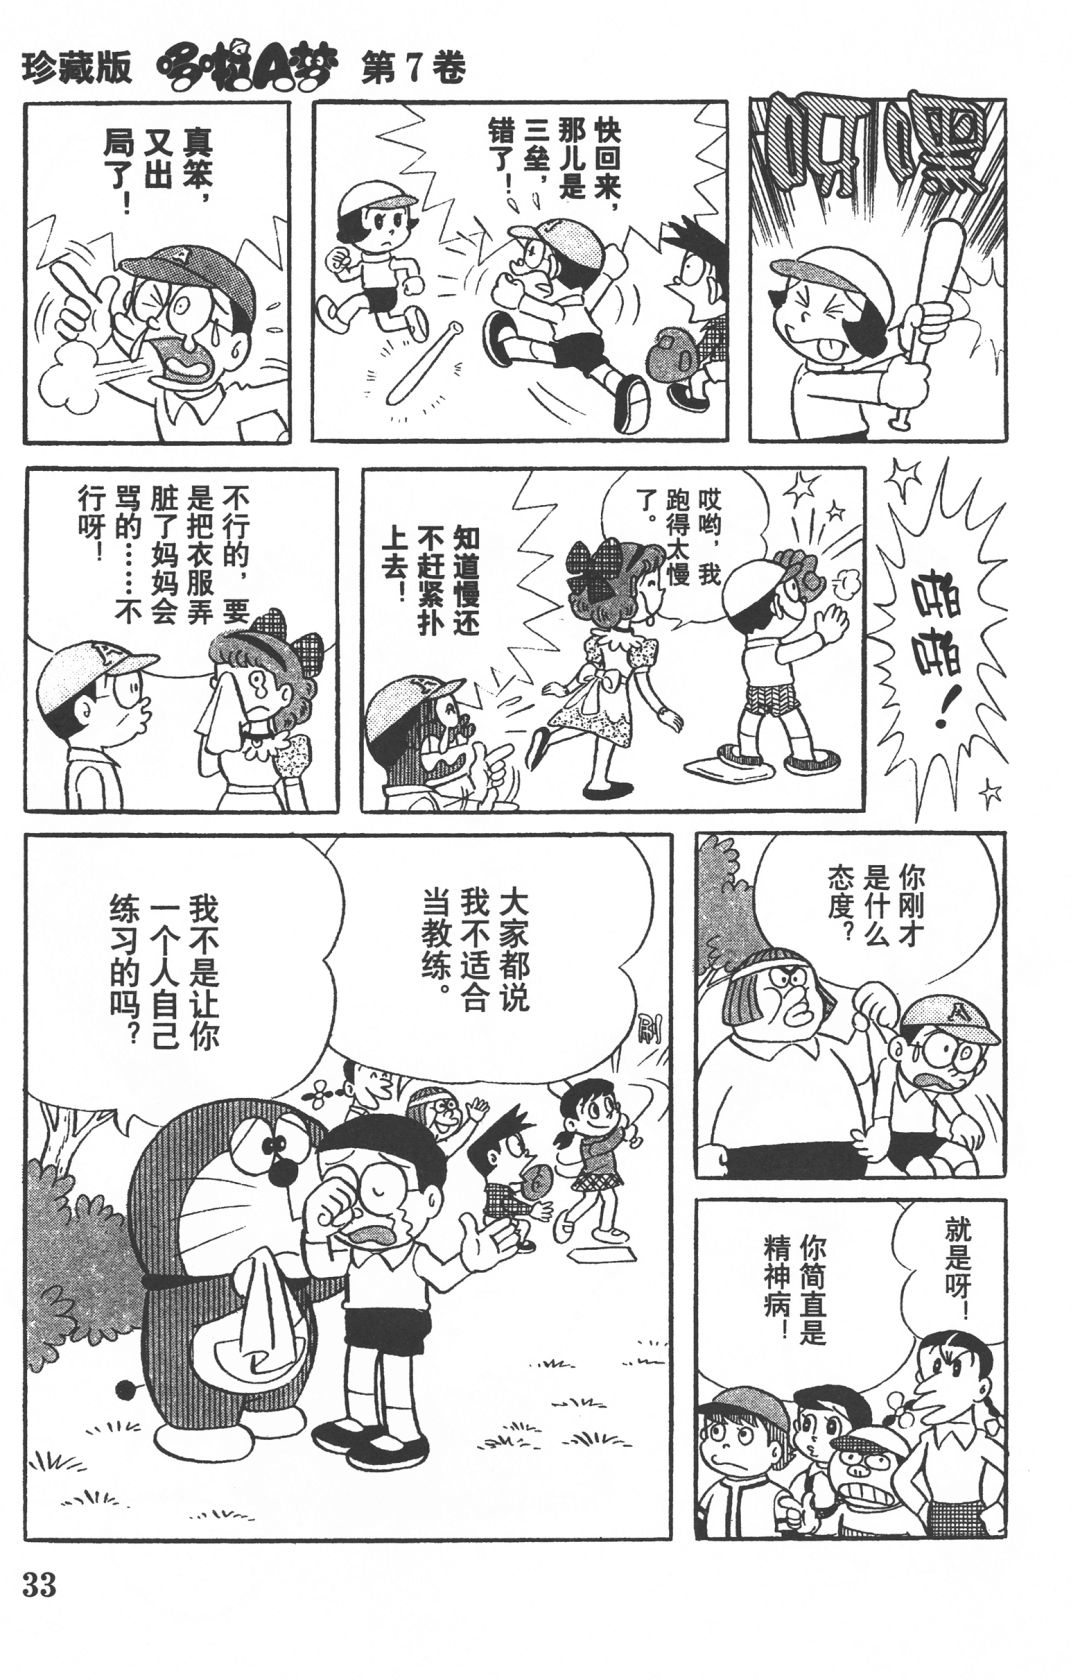 珍藏版 哆啦A梦 第7卷
哎嘿
快回来，
那儿是
三垒，
错了！
真笨，
又出
局了！
哲哲！
哎哟，我
跑得太慢
了。
知道慢还
不赶紧扑
上去！
不行的，要
是把衣服弄
脏了妈妈会
骂的……不
行呀！
你刚才
是什么
态度？
就是呀！
你简直是
精神病！
大家都说
我不适合
当教练。
我不是让你
一个人自己
练习的吗？
刷
33